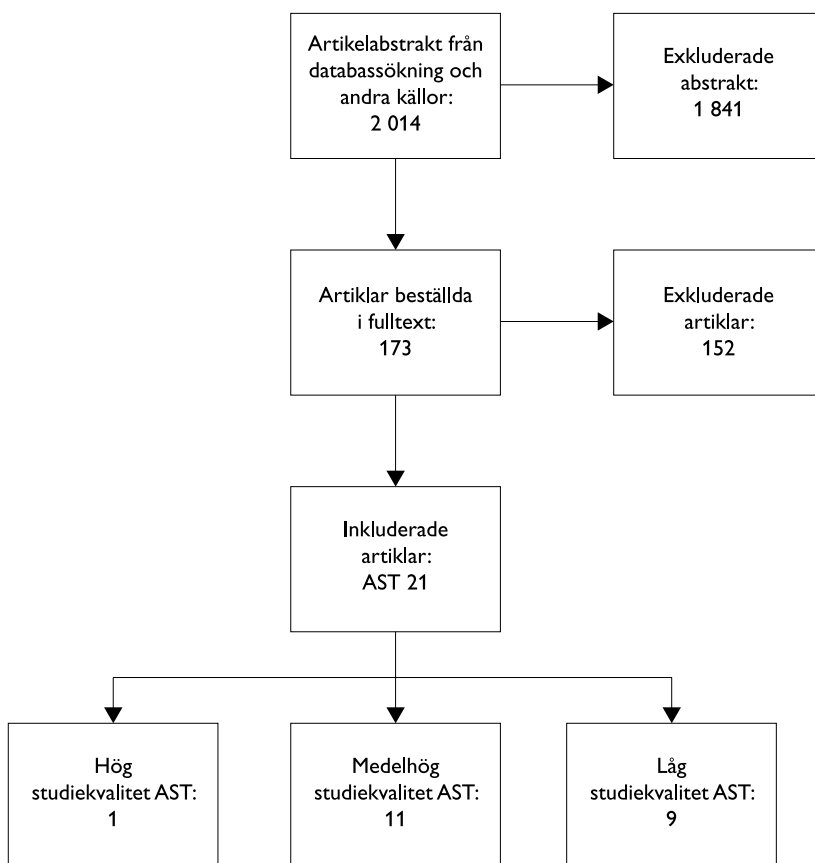 Artikelabstrakt från
databassökning och
andra källor:
2 014
Exkluderade
abstrakt:
1 841
Artiklar beställda
i fulltext:
173
Exkluderade
artiklar:
152
Inkluderade
artiklar:
AST 21
Hög
studiekvalitet AST:
1
Medelhög
studiekvalitet AST:
11
Låg
studiekvalitet AST:
9